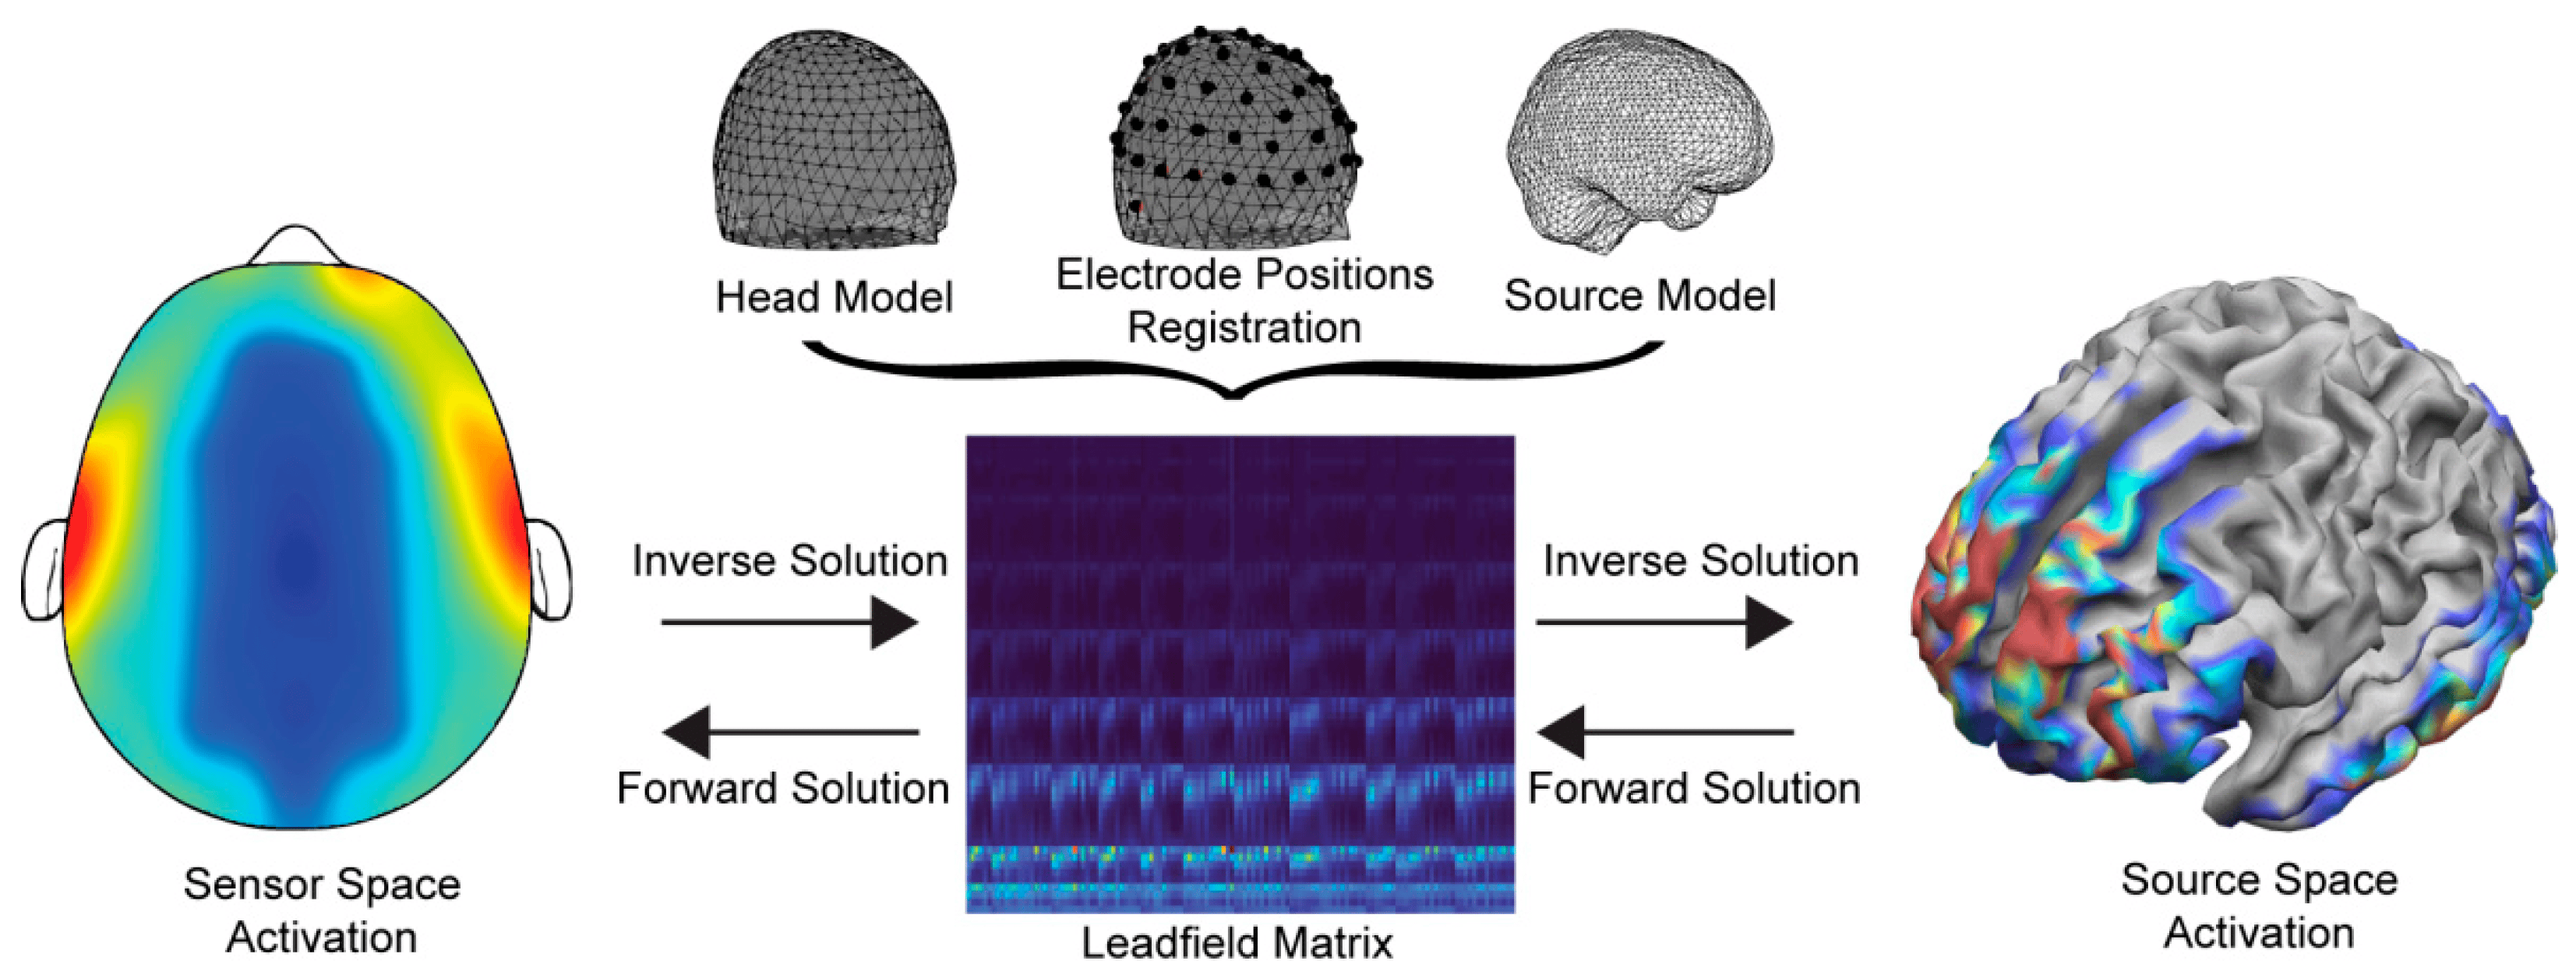 Head Model
Electrode Positions
Registration
Source Model
Inverse Solution
Inverse Solution
Forward Solution
Forward Solution
Sensor Space
Activation
Leadfield Matrix
Source Space
Activation